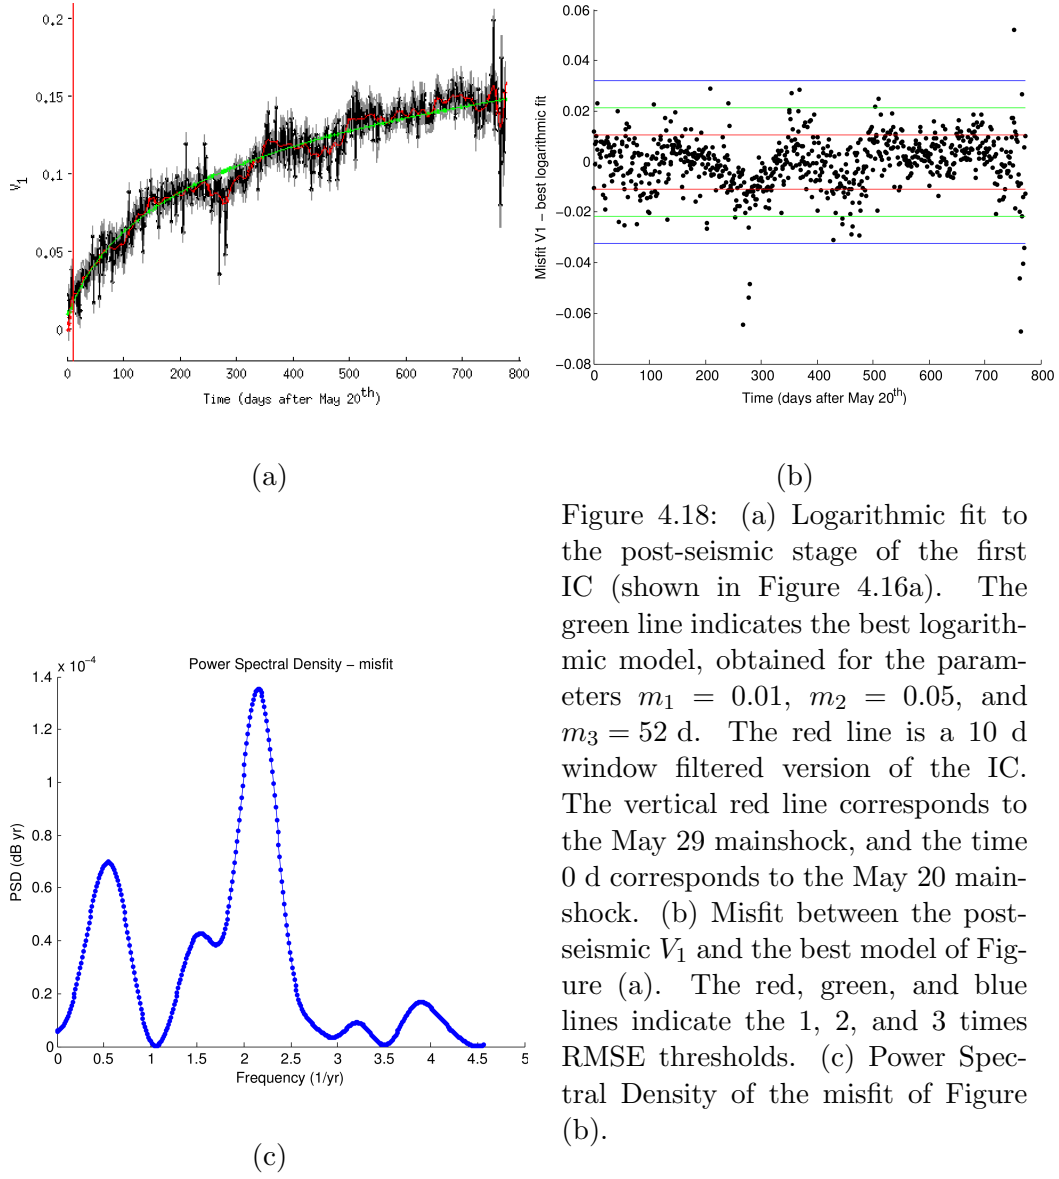 0.2
0.15
0.1
0.05
0
V1
0 100 200 300 400 500 600 700 800
Time (days after May 20th)
(a)
0.06
0.04
0.02
0
−0.02
−0.04
−0.06
−0.08
Misfit V1 − best logarithmic fit
0 100 200 300 400 500 600 700 800
Time (days after May 20th)
(b)
x 10−4
Power Spectral Density − misfit
1.4
1.2
1
0.8
0.6
0.4
0.2
0
PSD (dB yr)
0 0.5 1 1.5 2 2.5 3 3.5 4 4.5 5
Frequency (1/yr)
(c)
Figure 4.18: (a) Logarithmic fit to
the post-seismic stage of the first
IC (shown in Figure 4.16a). The
green line indicates the best logarith-
mic model, obtained for the param-
eters m1 = 0.01, m2 = 0.05, and
m3 = 52 d. The red line is a 10 d
window filtered version of the IC.
The vertical red line corresponds to
the May 29 mainshock, and the time
0 d corresponds to the May 20 main-
shock. (b) Misfit between the post-
seismic V1 and the best model of Fig-
ure (a). The red, green, and blue
lines indicate the 1, 2, and 3 times
RMSE thresholds. (c) Power Spec-
tral Density of the misfit of Figure
(b).